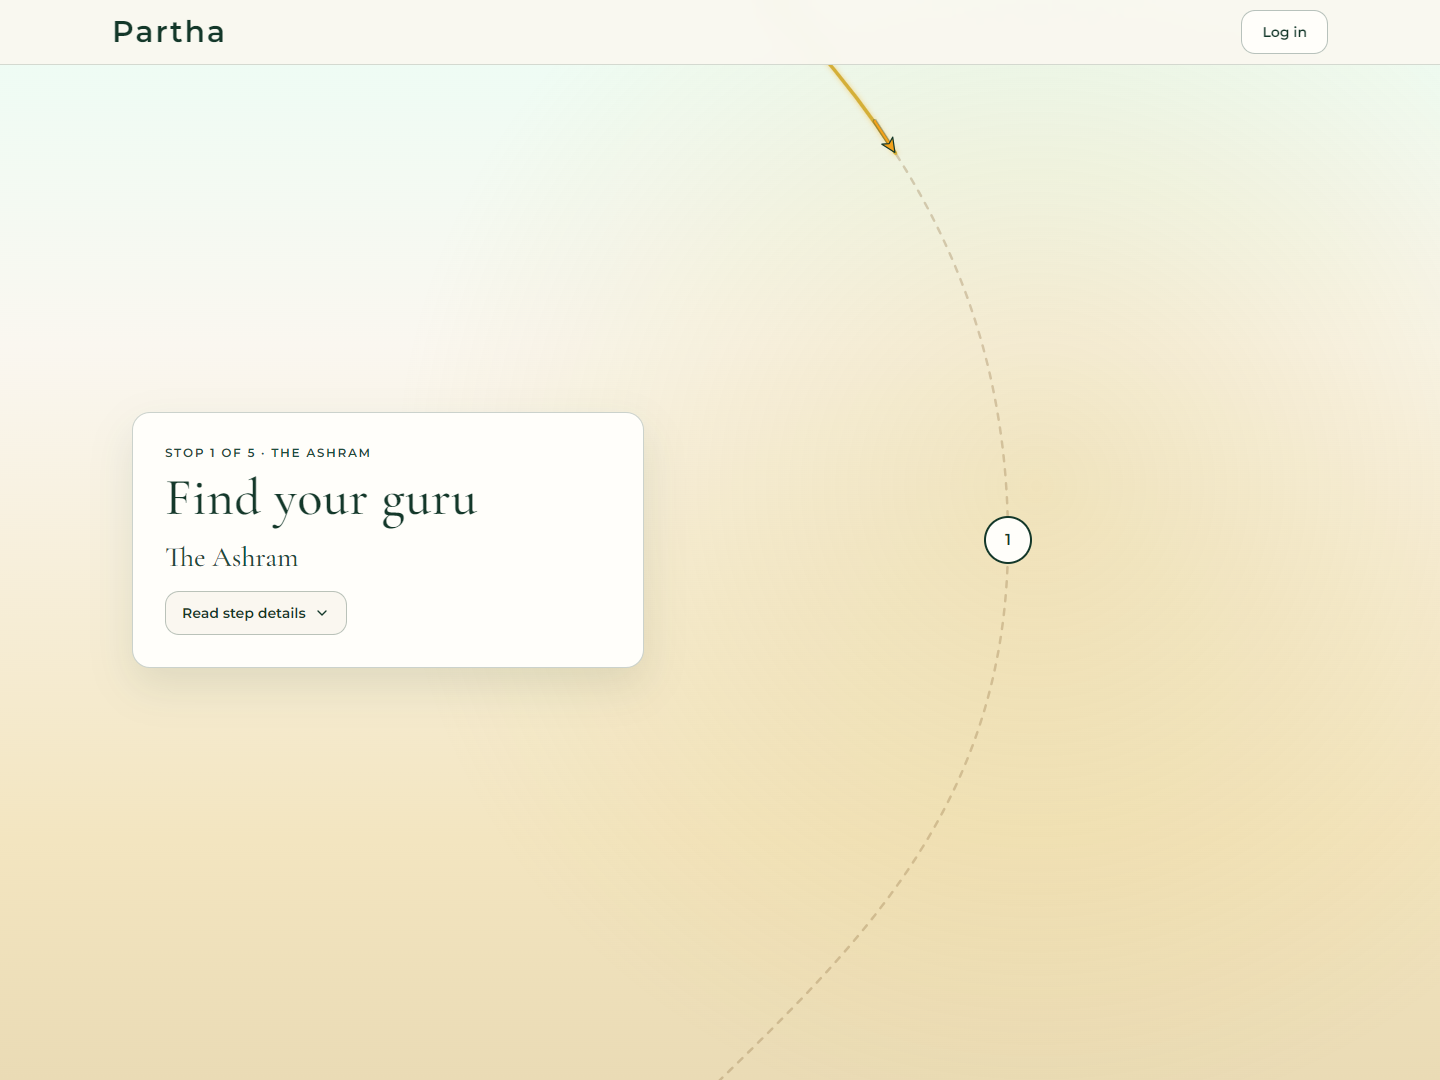 Partha
Log in
STOP 1 OF 5 · THE ASHRAM
Find your guru
The Ashram
Read step details
1